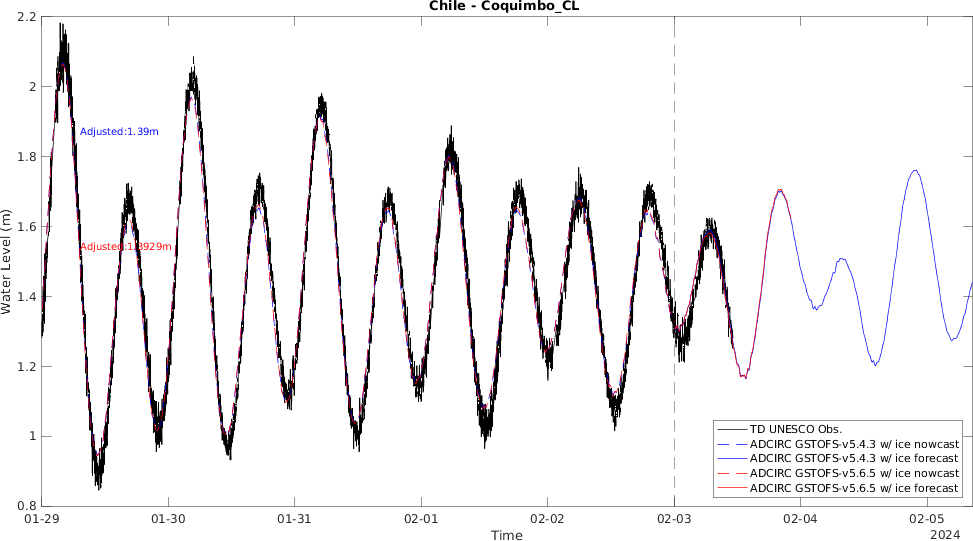 Chile - Coquimbo_CL
2.2
2
1.8
1.6
1.4
1.2
1
0.8
Water Level (m)
Adjusted:1.39m
Adjusted:1.3929m
TD UNESCO Obs.
ADCIRC GSTOFS-v5.4.3 w/ ice nowcast
ADCIRC GSTOFS-v5.4.3 w/ ice forecast
ADCIRC GSTOFS-v5.6.5 w/ ice nowcast
ADCIRC GSTOFS-v5.6.5 w/ ice forecast
01-29 01-30 01-31 02-01 02-02 02-03 02-04 02-05
Time
2024